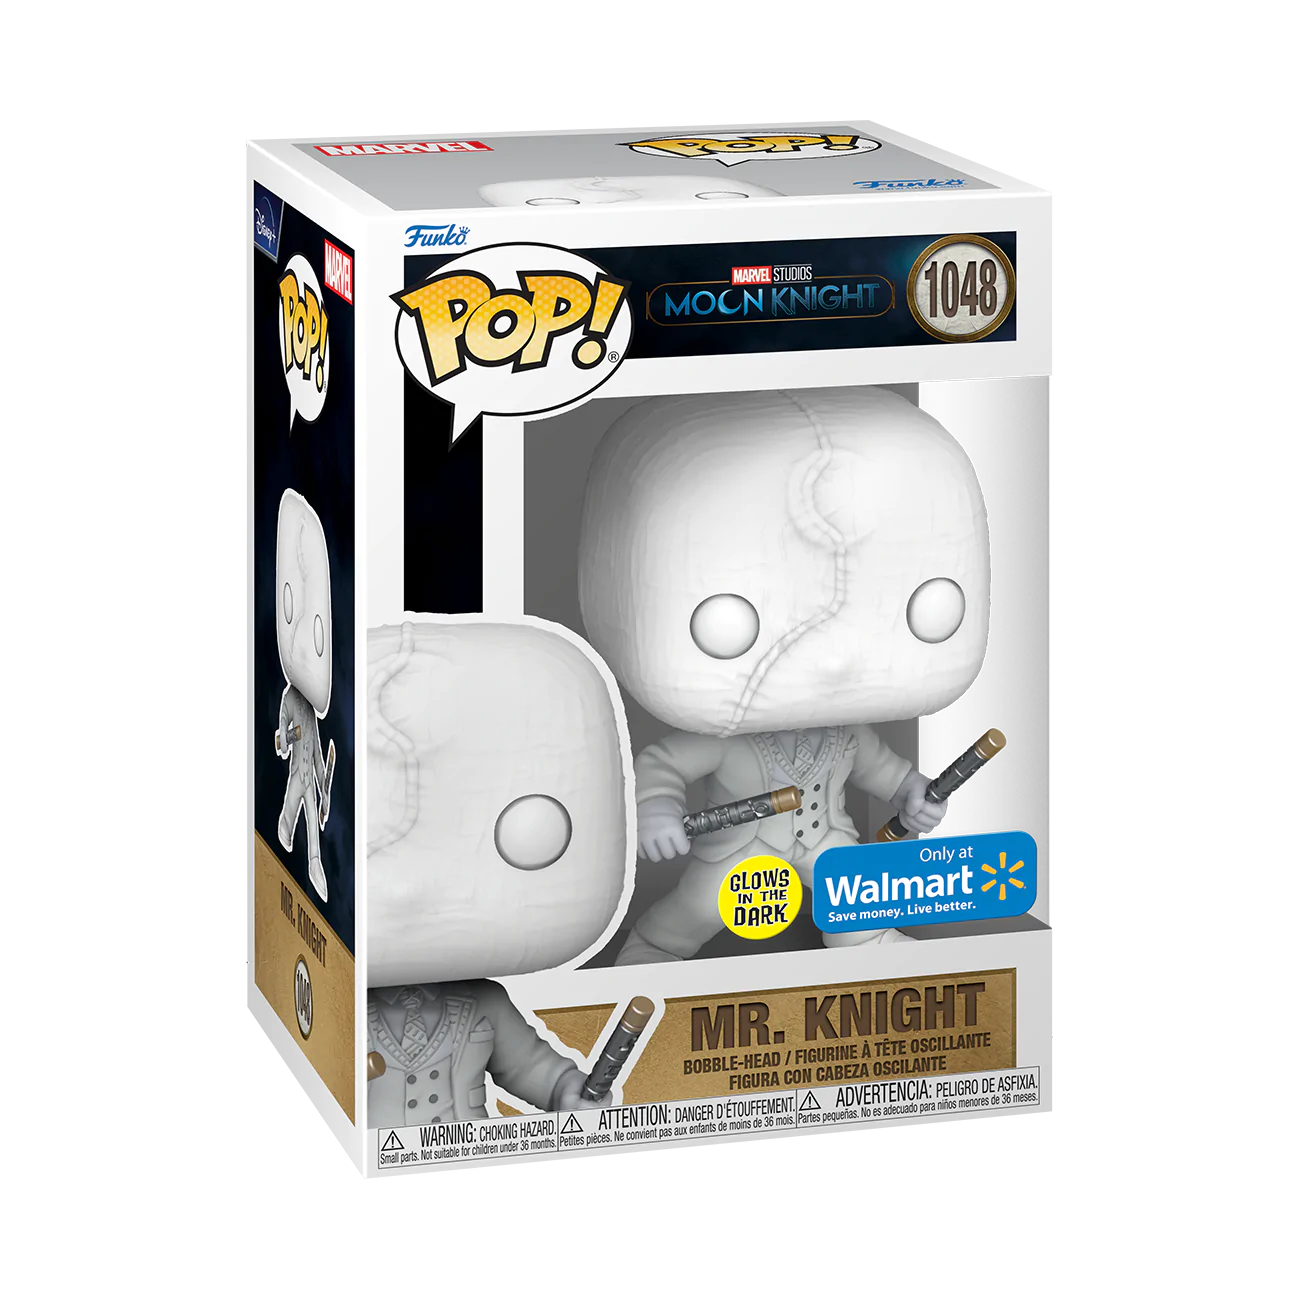 MARVEL
POP!
Funko
Disney+
MARVEL
POP!
MR. KNIGHT
1048
Funko
POP!®
MARVEL STUDIOS
MOON KNIGHT
1048
GLOWS
IN THE
DARK
Only at
Walmart
Save money. Live better.
MR. KNIGHT
BOBBLE-HEAD / FIGURINE À TÊTE OSCILLANTE
FIGURA CON CABEZA OSCILANTE
WARNING: CHOKING HAZARD.
Small parts. Not suitable for children under 36 months.
ATTENTION: DANGER D'ÉTOUFFEMENT.
Petites pièces. Ne convient pas aux enfants de moins de 36 mois.
ADVERTENCIA: PELIGRO DE ASFIXIA.
Partes pequeñas. No es adecuado para niños menores de 36 meses.